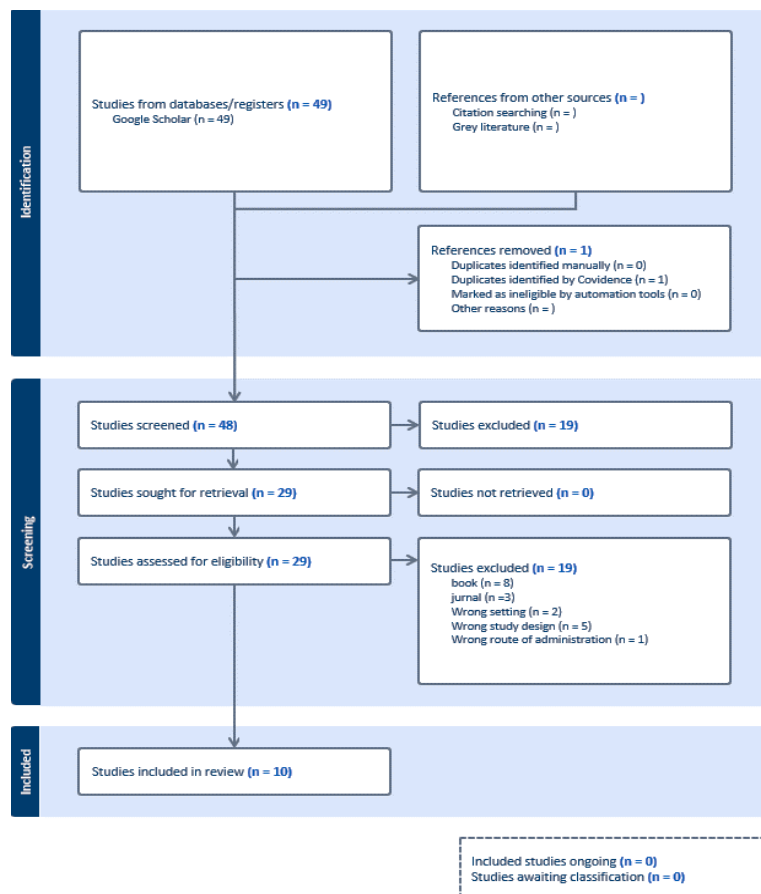 Identification
Studies from databases/registers (n = 49)
Google Scholar (n = 49)
References from other sources (n = )
Citation searching (n = )
Grey literature (n = )
References removed (n = 1)
Duplicates identified manually (n = 0)
Duplicates identified by Covidence (n = 1)
Marked as ineligible by automation tools (n = 0)
Other reasons (n = )
Screening
Studies screened (n = 48)
Studies excluded (n = 19)
Studies sought for retrieval (n = 29)
Studies not retrieved (n = 0)
Studies assessed for eligibility (n = 29)
Studies excluded (n = 19)
book (n = 8)
jurnal (n =3)
Wrong setting (n = 2)
Wrong study design (n = 5)
Wrong route of administration (n = 1)
Included
Studies included in review (n = 10)
Included studies ongoing (n = 0)
Studies awaiting classification (n = 0)